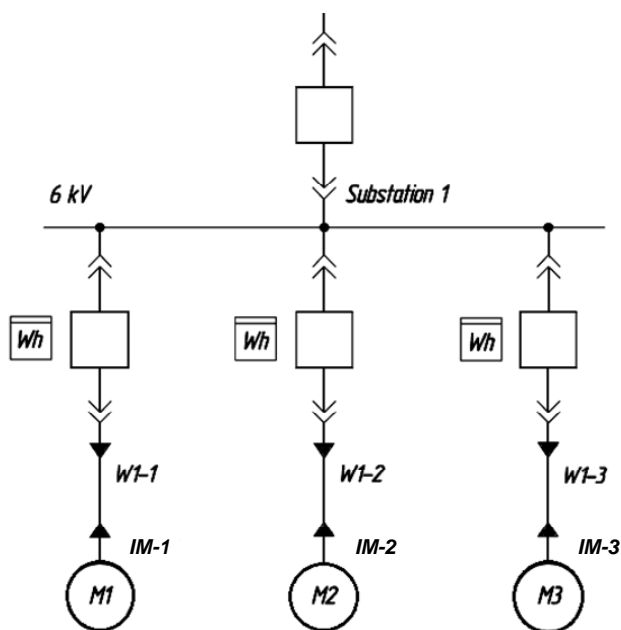 6 kV
Substation 1
Wh
Wh
Wh
W1-1
W1-2
W1-3
IM-1
IM-2
IM-3
M1
M2
M3